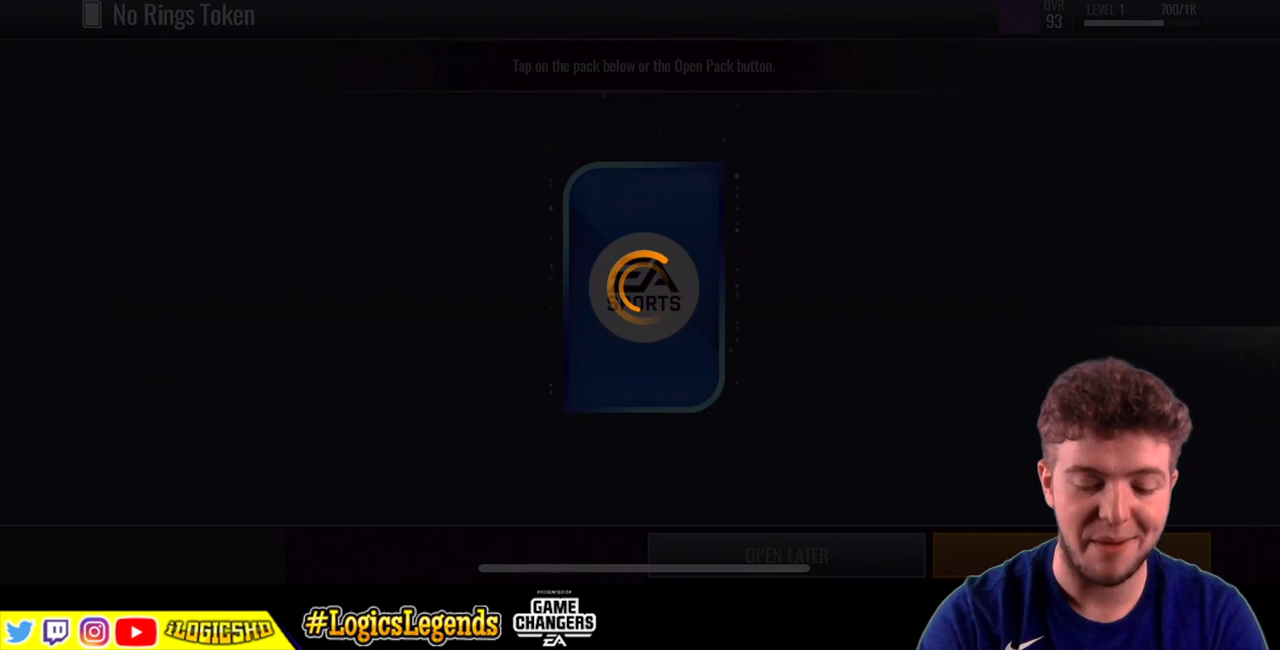 No Rings Token
OVR
93
LEVEL 1
700/1K
Tap on the pack below or the Open Pack button.
EA
SPORTS
OPEN LATER
iLOGICSHD
#LogicsLegends
PRESENTED BY
GAME
CHANGERS
EA